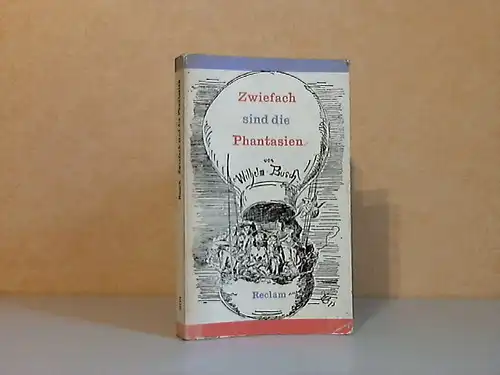 Zwiefach
sind die
Phantasien
von
Wilhelm Busch
Reclam